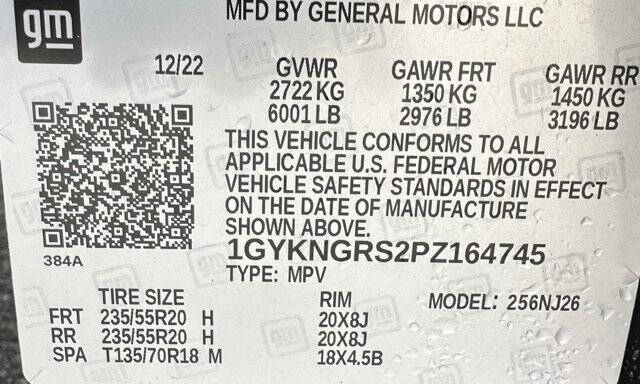 gm
MFD BY GENERAL MOTORS LLC
12/22 GVWR GAWR FRT GAWR RR
2722 KG 1350 KG 1450 KG
6001 LB 2976 LB 3196 LB
THIS VEHICLE CONFORMS TO ALL
APPLICABLE U.S. FEDERAL MOTOR
VEHICLE SAFETY STANDARDS IN EFFECT
ON THE DATE OF MANUFACTURE
SHOWN ABOVE.
1GYKNGRS2PZ164745
384A
TYPE: MPV
TIRE SIZE RIM MODEL: 256NJ26
FRT 235/55R20 H 20X8J
RR 235/55R20 H 20X8J
SPA T135/70R18 M 18X4.5B